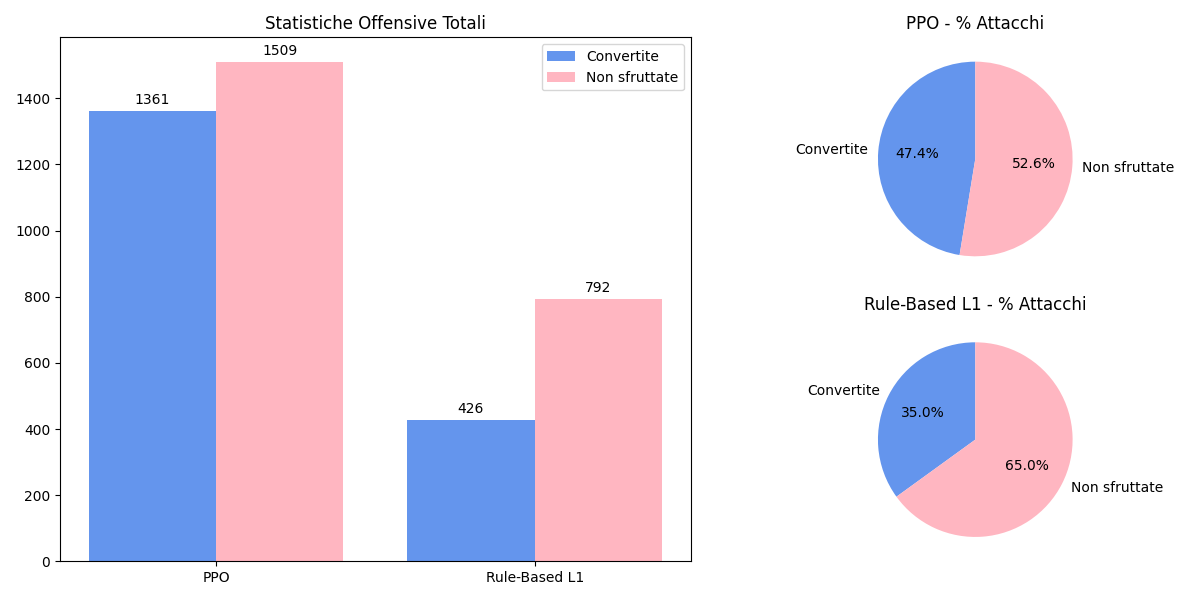 Statistiche Offensive Totali
1509
1361
792
426
Convertite
Non sfruttate
1400
1200
1000
800
600
400
200
0
PPO
Rule-Based L1
PPO - % Attacchi
Convertite
47.4%
52.6%
Non sfruttate
Rule-Based L1 - % Attacchi
Convertite
35.0%
65.0%
Non sfruttate